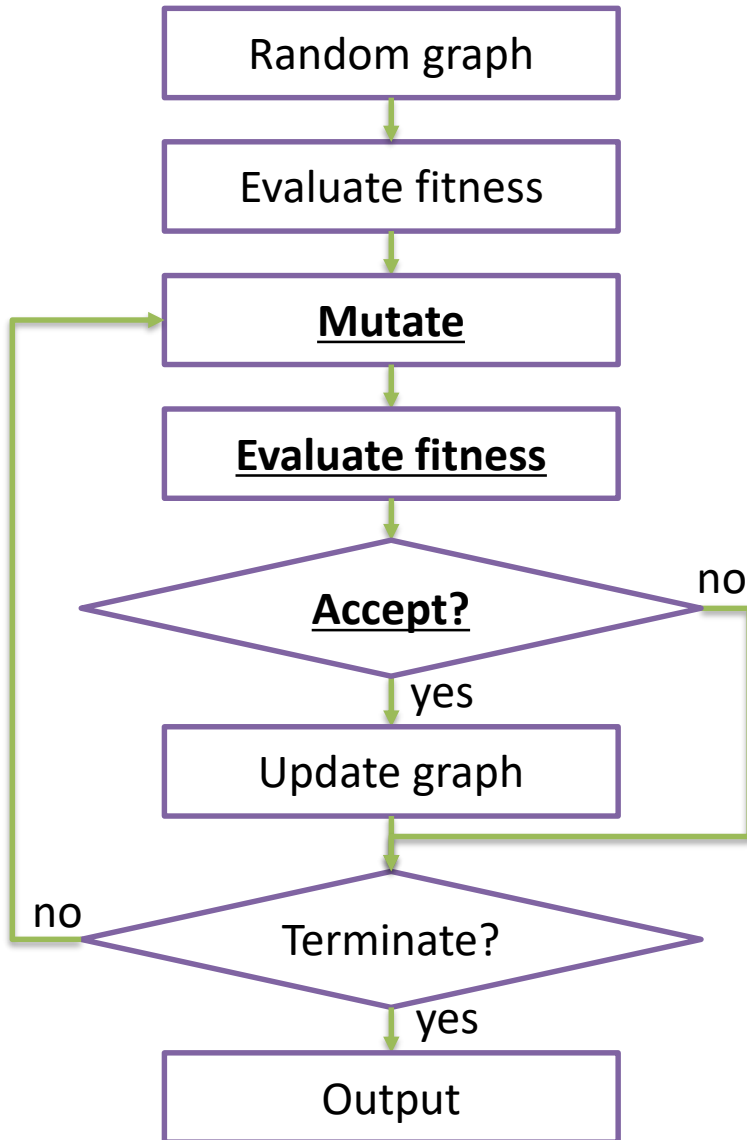 Random graph
Evaluate fitness
Mutate
Evaluate fitness
Accept?
no
yes
Update graph
no
Terminate?
yes
Output